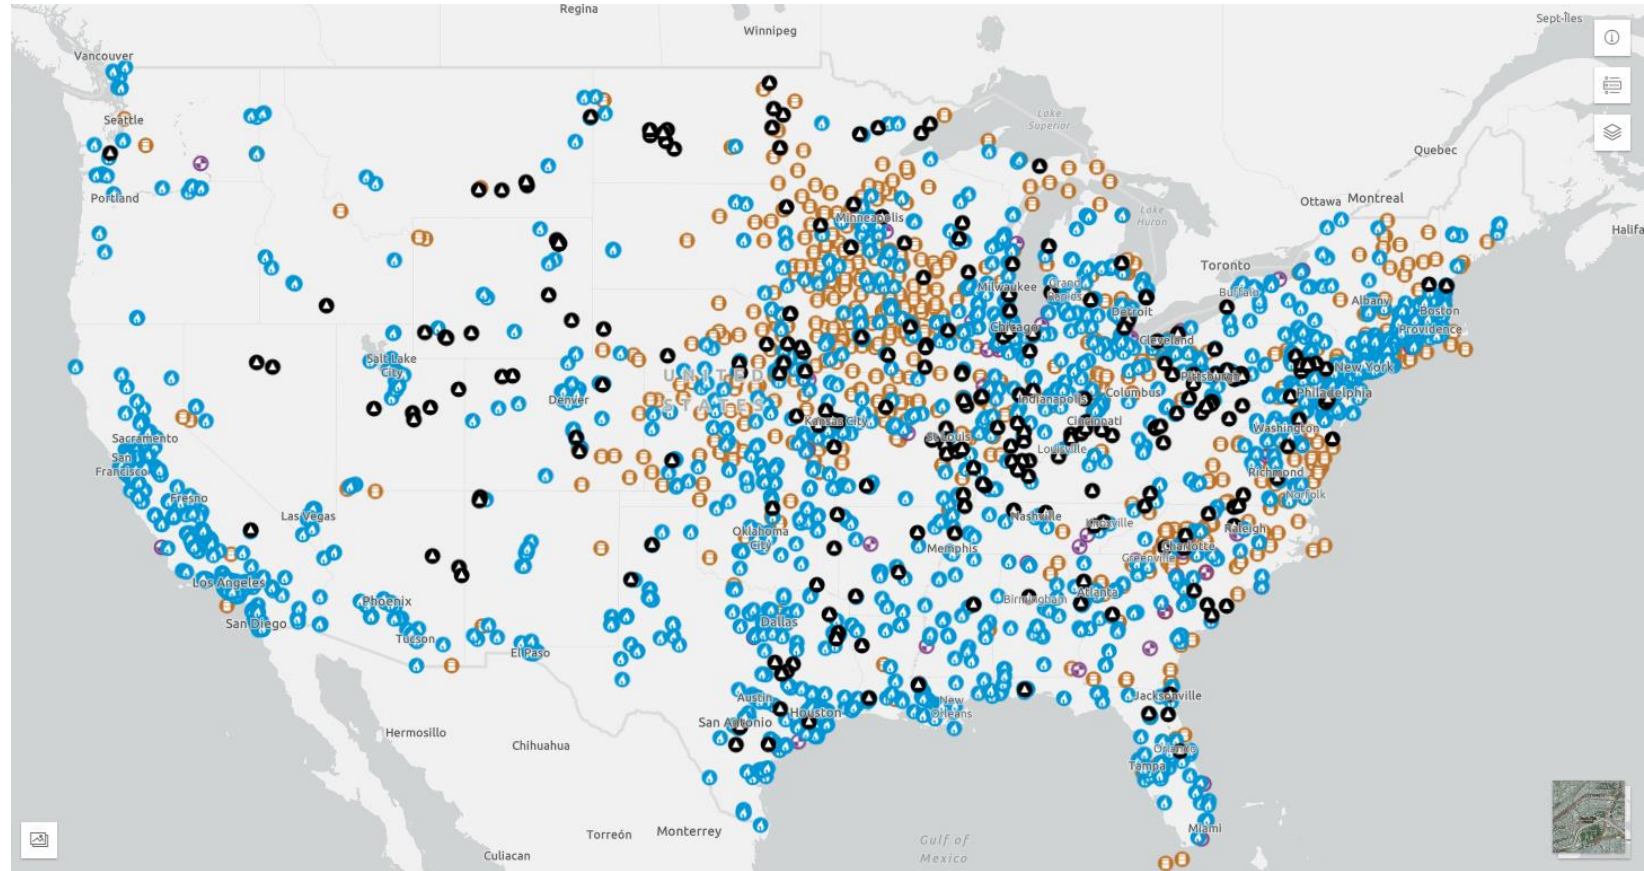 Regina
Sept-Îles
Winnipeg
Vancouver
Seattle
Lake
Superior
Quebec
Portland
Ottawa
Montreal
Minneapolis
Lake
Huron
Halifa
Toronto
Milwaukee
Grand
Rapids
Buffalo
Albany
Detroit
Boston
Chicago
Providence
Cleveland
Salt Lake
City
New York
UNITED
STATES
Pittsburgh
Denver
Indianapolis
Columbus
Philadelphia
Kansas City
Cincinnati
Washington
Sacramento
St Louis
Louisville
San
Francisco
Richmond
Fresno
Norfolk
Las Vegas
Nashville
Knoxville
Raleigh
Oklahoma
City
Memphis
Charlotte
Greenville
Los Angeles
Phoenix
Birmingham
Atlanta
San Diego
Dallas
Tucson
El Paso
Jacksonville
Austin
New
Orleans
Houston
San Antonio
Hermosillo
Chihuahua
Orlando
Tampa
Miami
Torreón
Monterrey
Gulf of
Mexico
Culiacan